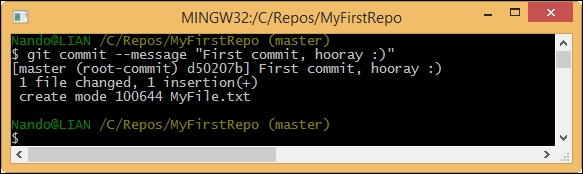 MINGW32:/C/Repos/MyFirstRepo
Nando@LIAN /C/Repos/MyFirstRepo (master)
$ git commit --message "First commit, hooray :)"
[master (root-commit) d50207b] First commit, hooray :)
 1 file changed, 1 insertion(+)
 create mode 100644 MyFile.txt
Nando@LIAN /C/Repos/MyFirstRepo (master)
$